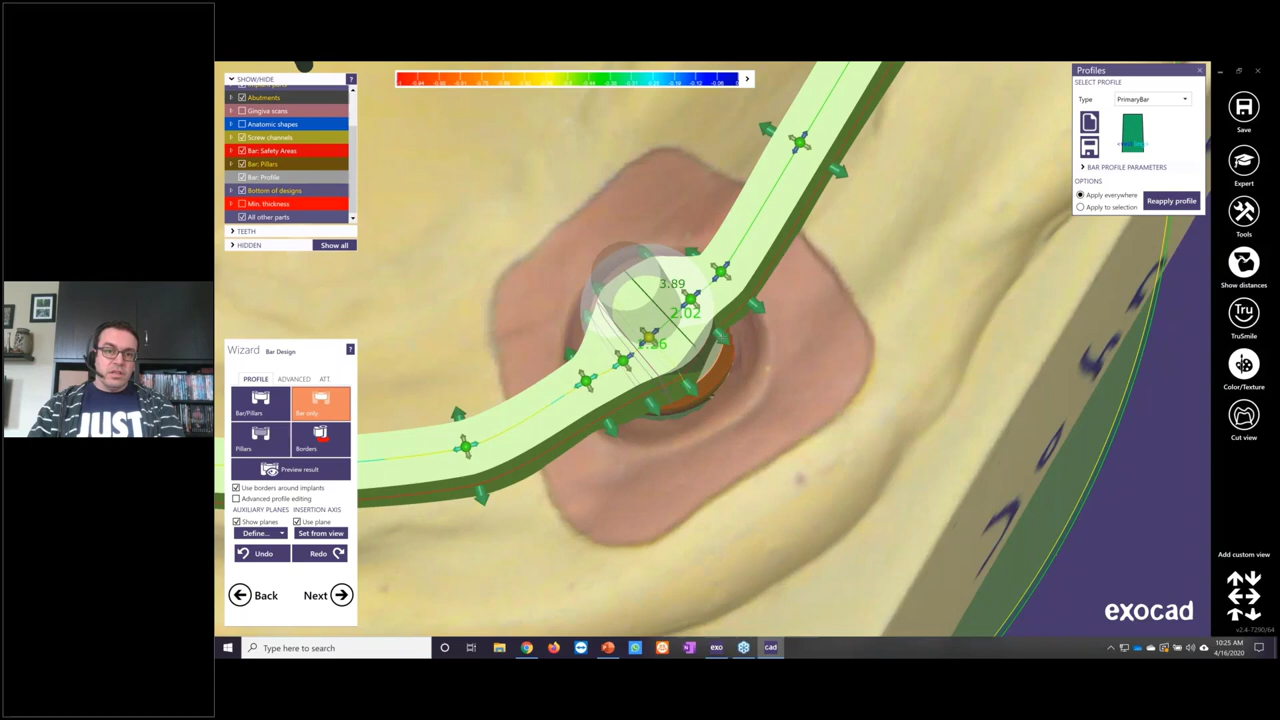 SHOW/HIDE
?
Abutments
Gingiva scans
Anatomic shapes
Screw channels
Bar: Safety Areas
Bar: Pillars
Bar: Profile
Bottom of designs
Min. thickness
All other parts
TEETH
HIDDEN
Show all
3.89
2.02
Profiles
SELECT PROFILE
Type
PrimaryBar
BAR PROFILE PARAMETERS
OPTIONS
Apply everywhere
Apply to selection
Reapply profile
Save
Expert
Tools
Show distances
Tru
TruSmile
Color/Texture
Cut view
Add custom view
v2.4-7290/64
JUST
Wizard Bar Design
?
PROFILE ADVANCED ATT
Bar/Pillars
Bar only
Pillars
Borders
Preview result
Use borders around implants
Advanced profile editing
AUXILIARY PLANES INSERTION AXIS
Show planes
Use plane
Define...
Set from view
Undo
Redo
Back
Next
exocad
Type here to search
exo
cad
10:25 AM
4/16/2020